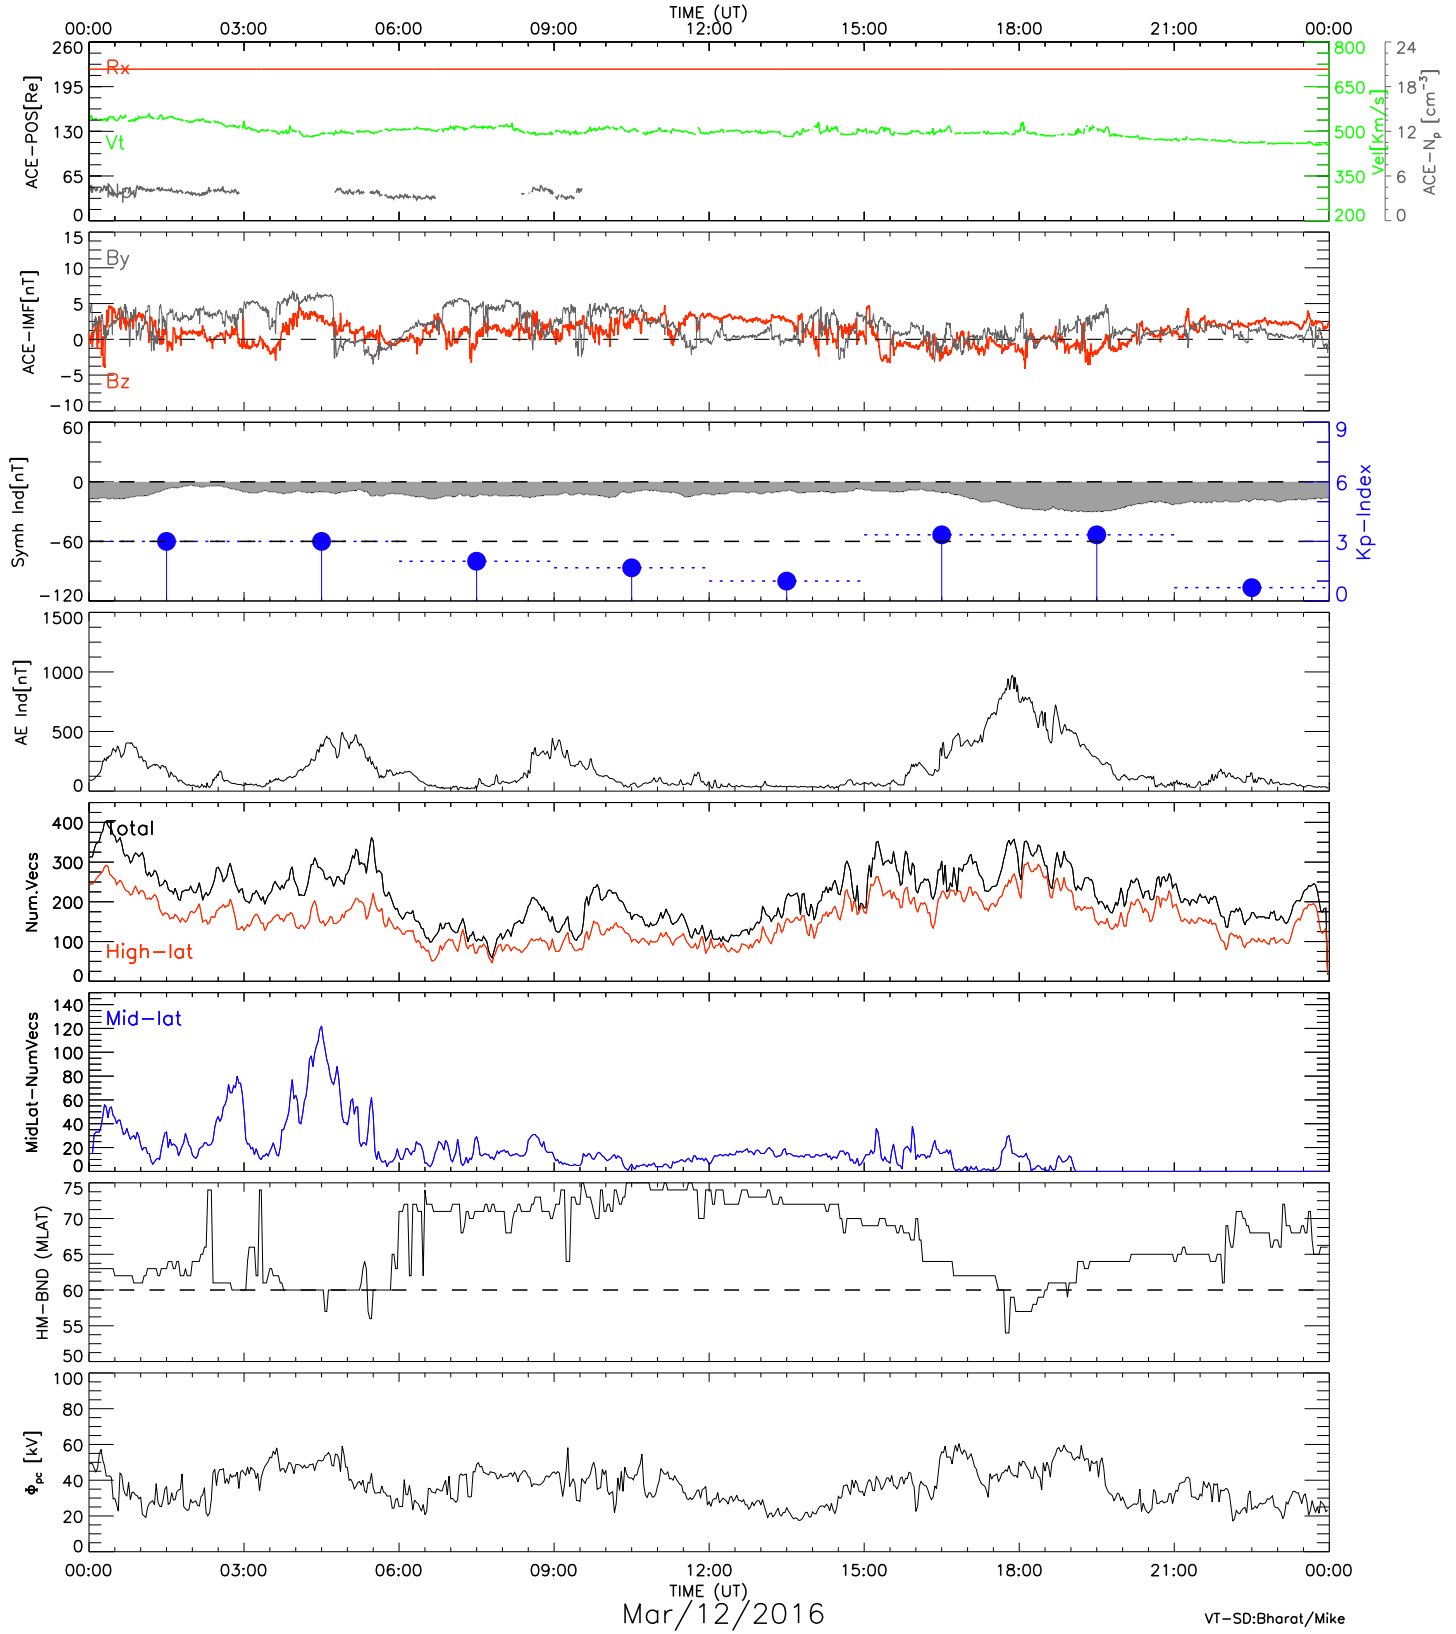 TIME (UT)
00:00 03:00 06:00 09:00 12:00 15:00 18:00 21:00 00:00
260 195 130 65 0
ACE-POS[Re]
Rx
Vt
800 650 500 350 200
Vel[Km/s]
24 18 12 6 0
ACE-Np [cm-3]
15 10 5 0 -5 -10
ACE-IMF[nT]
By
Bz
60 0 -60 -120
Symh Ind[nT]
9 6 3 0
Kp-Index
1500 1000 500 0
AE Ind[nT]
400 300 200 100 0
Num.Vecs
Total
High-lat
140 120 100 80 60 40 20 0
MidLat-NumVecs
Mid-lat
75 70 65 60 55 50
HM-BND (MLAT)
100 80 60 40 20 0
Φpc [kV]
00:00 03:00 06:00 09:00 12:00 15:00 18:00 21:00 00:00
TIME (UT)
Mar/12/2016
VT-SD:Bharat/Mike